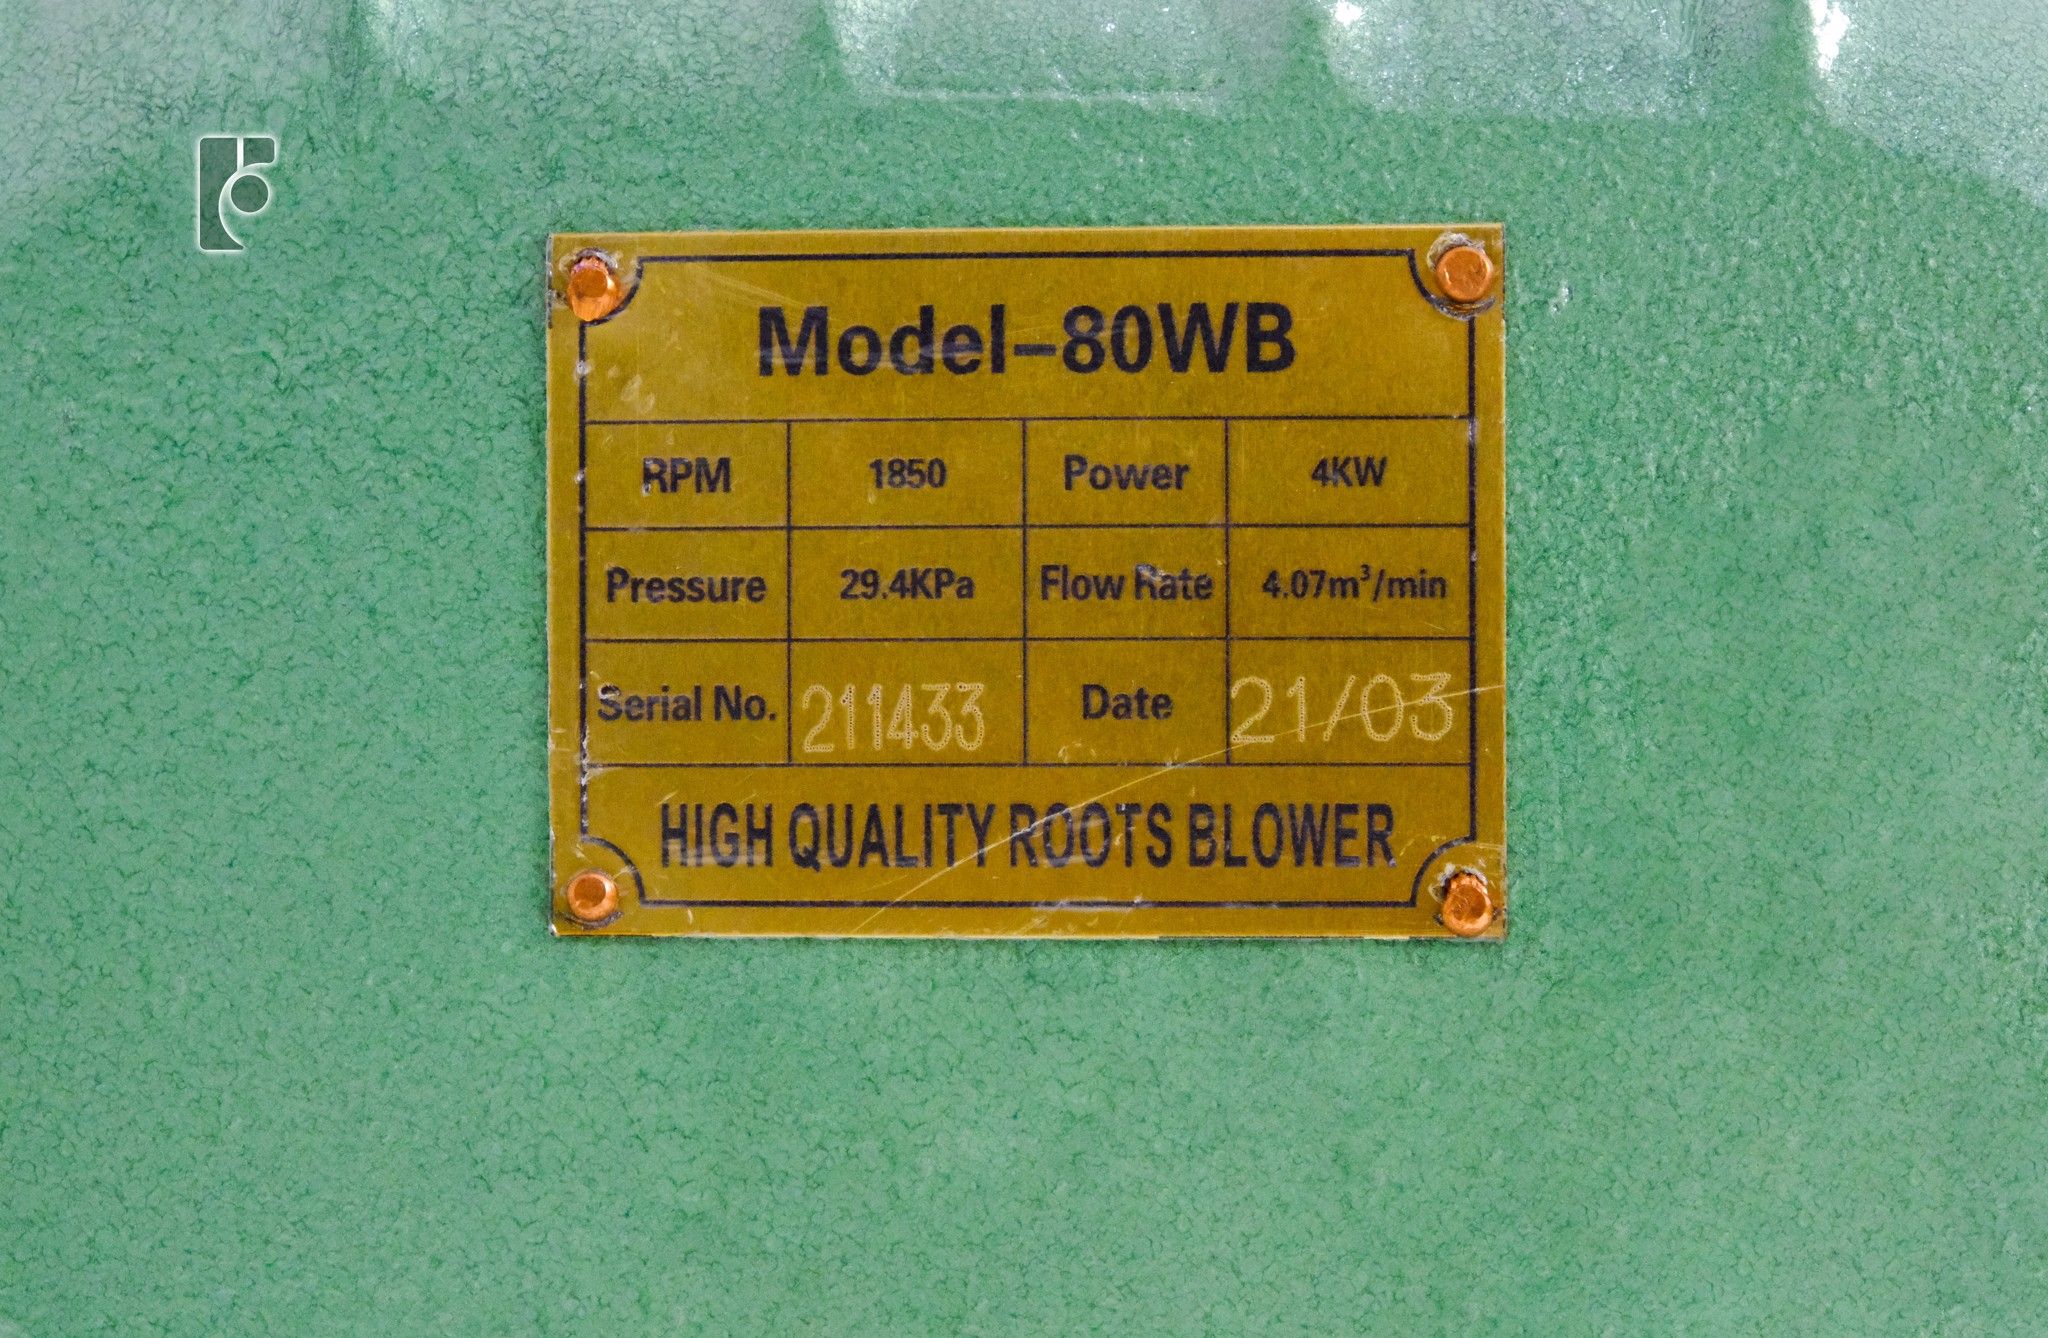 Model-80WB
RPM 1850 Power 4KW
Pressure 29.4KPa Flow Rate 4.07m³/min
Serial No. 211433 Date 21/03
HIGH QUALITY ROOTS BLOWER